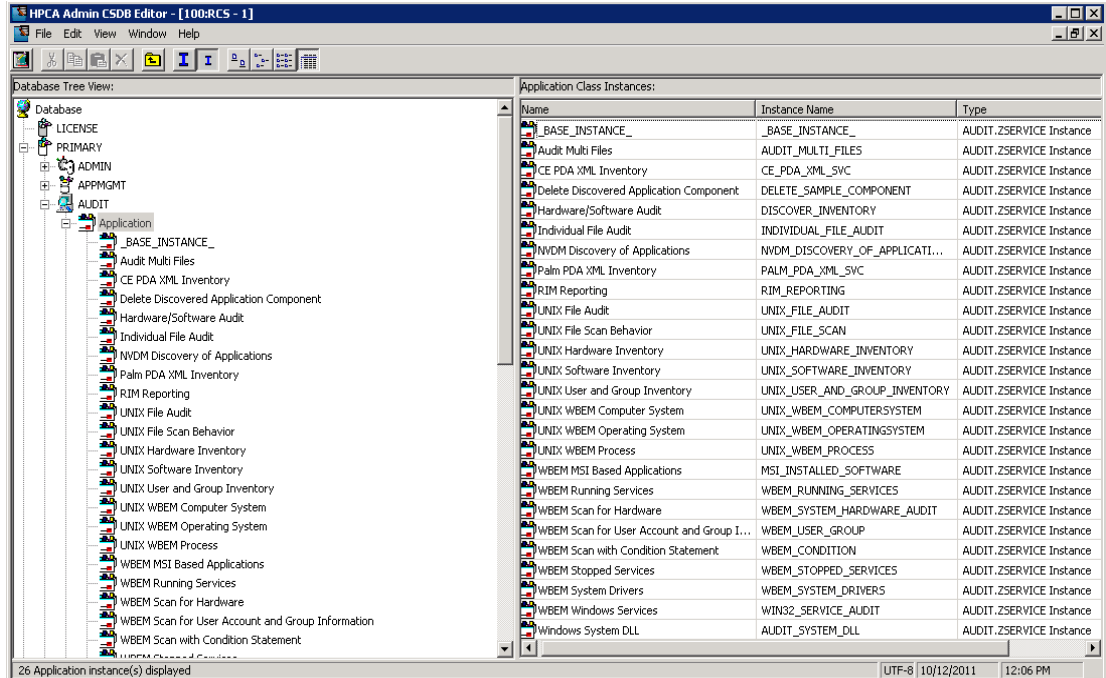 HPCA Admin CSDB Editor - [100:RCS - 1]
File Edit View Window Help
Database Tree View:
Database
LICENSE
PRIMARY
ADMIN
APPMGMT
AUDIT
Application
_BASE_INSTANCE_
Audit Multi Files
CE PDA XML Inventory
Delete Discovered Application Component
Hardware/Software Audit
Individual File Audit
NVDM Discovery of Applications
Palm PDA XML Inventory
RIM Reporting
UNIX File Audit
UNIX File Scan Behavior
UNIX Hardware Inventory
UNIX Software Inventory
UNIX User and Group Inventory
UNIX WBEM Computer System
UNIX WBEM Operating System
UNIX WBEM Process
WBEM MSI Based Applications
WBEM Running Services
WBEM Scan for Hardware
WBEM Scan for User Account and Group Information
WBEM Scan with Condition Statement
Application Class Instances:
Name Instance Name Type
_BASE_INSTANCE_ _BASE_INSTANCE_ AUDIT.ZSERVICE Instance
Audit Multi Files AUDIT_MULTI_FILES AUDIT.ZSERVICE Instance
CE PDA XML Inventory CE_PDA_XML_SVC AUDIT.ZSERVICE Instance
Delete Discovered Application Component DELETE_SAMPLE_COMPONENT AUDIT.ZSERVICE Instance
Hardware/Software Audit DISCOVER_INVENTORY AUDIT.ZSERVICE Instance
Individual File Audit INDIVIDUAL_FILE_AUDIT AUDIT.ZSERVICE Instance
NVDM Discovery of Applications NVDM_DISCOVERY_OF_APPLICATI... AUDIT.ZSERVICE Instance
Palm PDA XML Inventory PALM_PDA_XML_SVC AUDIT.ZSERVICE Instance
RIM Reporting RIM_REPORTING AUDIT.ZSERVICE Instance
UNIX File Audit UNIX_FILE_AUDIT AUDIT.ZSERVICE Instance
UNIX File Scan Behavior UNIX_FILE_SCAN AUDIT.ZSERVICE Instance
UNIX Hardware Inventory UNIX_HARDWARE_INVENTORY AUDIT.ZSERVICE Instance
UNIX Software Inventory UNIX_SOFTWARE_INVENTORY AUDIT.ZSERVICE Instance
UNIX User and Group Inventory UNIX_USER_AND_GROUP_INVENTORY AUDIT.ZSERVICE Instance
UNIX WBEM Computer System UNIX_WBEM_COMPUTERSYSTEM AUDIT.ZSERVICE Instance
UNIX WBEM Operating System UNIX_WBEM_OPERATINGSYSTEM AUDIT.ZSERVICE Instance
UNIX WBEM Process UNIX_WBEM_PROCESS AUDIT.ZSERVICE Instance
WBEM MSI Based Applications MSI_INSTALLED_SOFTWARE AUDIT.ZSERVICE Instance
WBEM Running Services WBEM_RUNNING_SERVICES AUDIT.ZSERVICE Instance
WBEM Scan for Hardware WBEM_SYSTEM_HARDWARE_AUDIT AUDIT.ZSERVICE Instance
WBEM Scan for User Account and Group I... WBEM_USER_GROUP AUDIT.ZSERVICE Instance
WBEM Scan with Condition Statement WBEM_CONDITION AUDIT.ZSERVICE Instance
WBEM Stopped Services WBEM_STOPPED_SERVICES AUDIT.ZSERVICE Instance
WBEM System Drivers WBEM_SYSTEM_DRIVERS AUDIT.ZSERVICE Instance
WBEM Windows Services WIN32_SERVICE_AUDIT AUDIT.ZSERVICE Instance
Windows System DLL AUDIT_SYSTEM_DLL AUDIT.ZSERVICE Instance
26 Application instance(s) displayed UTF-8 10/12/2011 12:06 PM